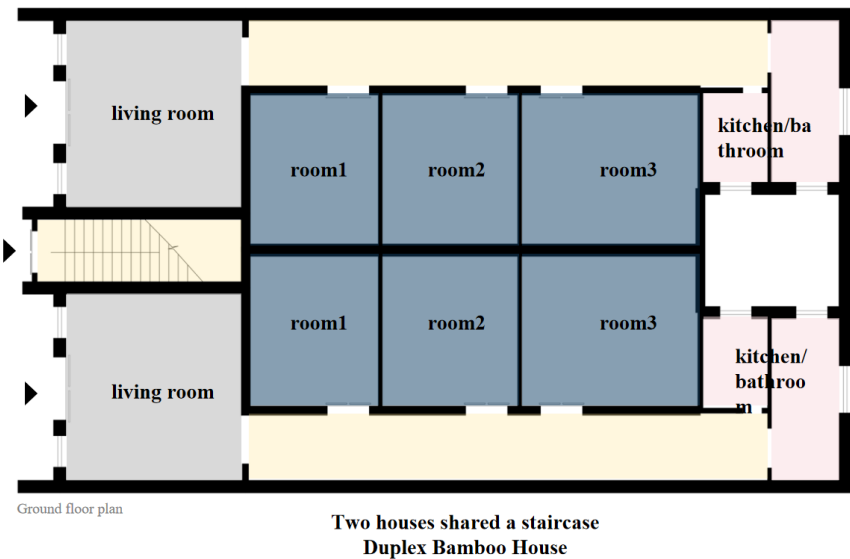 living room
kitchen/ba
throom
room1
room2
room3
room1
room2
room3
living room
kitchen/
bathroo
m
Ground floor plan
Two houses shared a staircase
Duplex Bamboo House